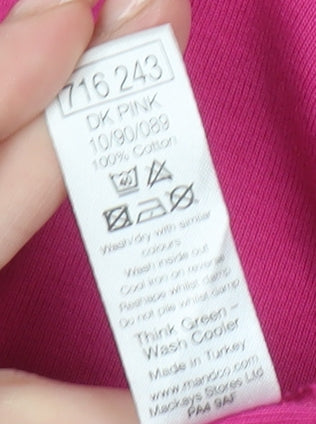 716 243
DK PINK
10/90/089
100% Cotton
40
Wash/dry with similar
colours
Wash inside out
Cool iron on reverse
Reshape whilst damp
Do not pile whilst damp
Think Green -
Wash Cooler
Made in Turkey
www.mandco.com
Mackays Stores Ltd
PA4 9AF